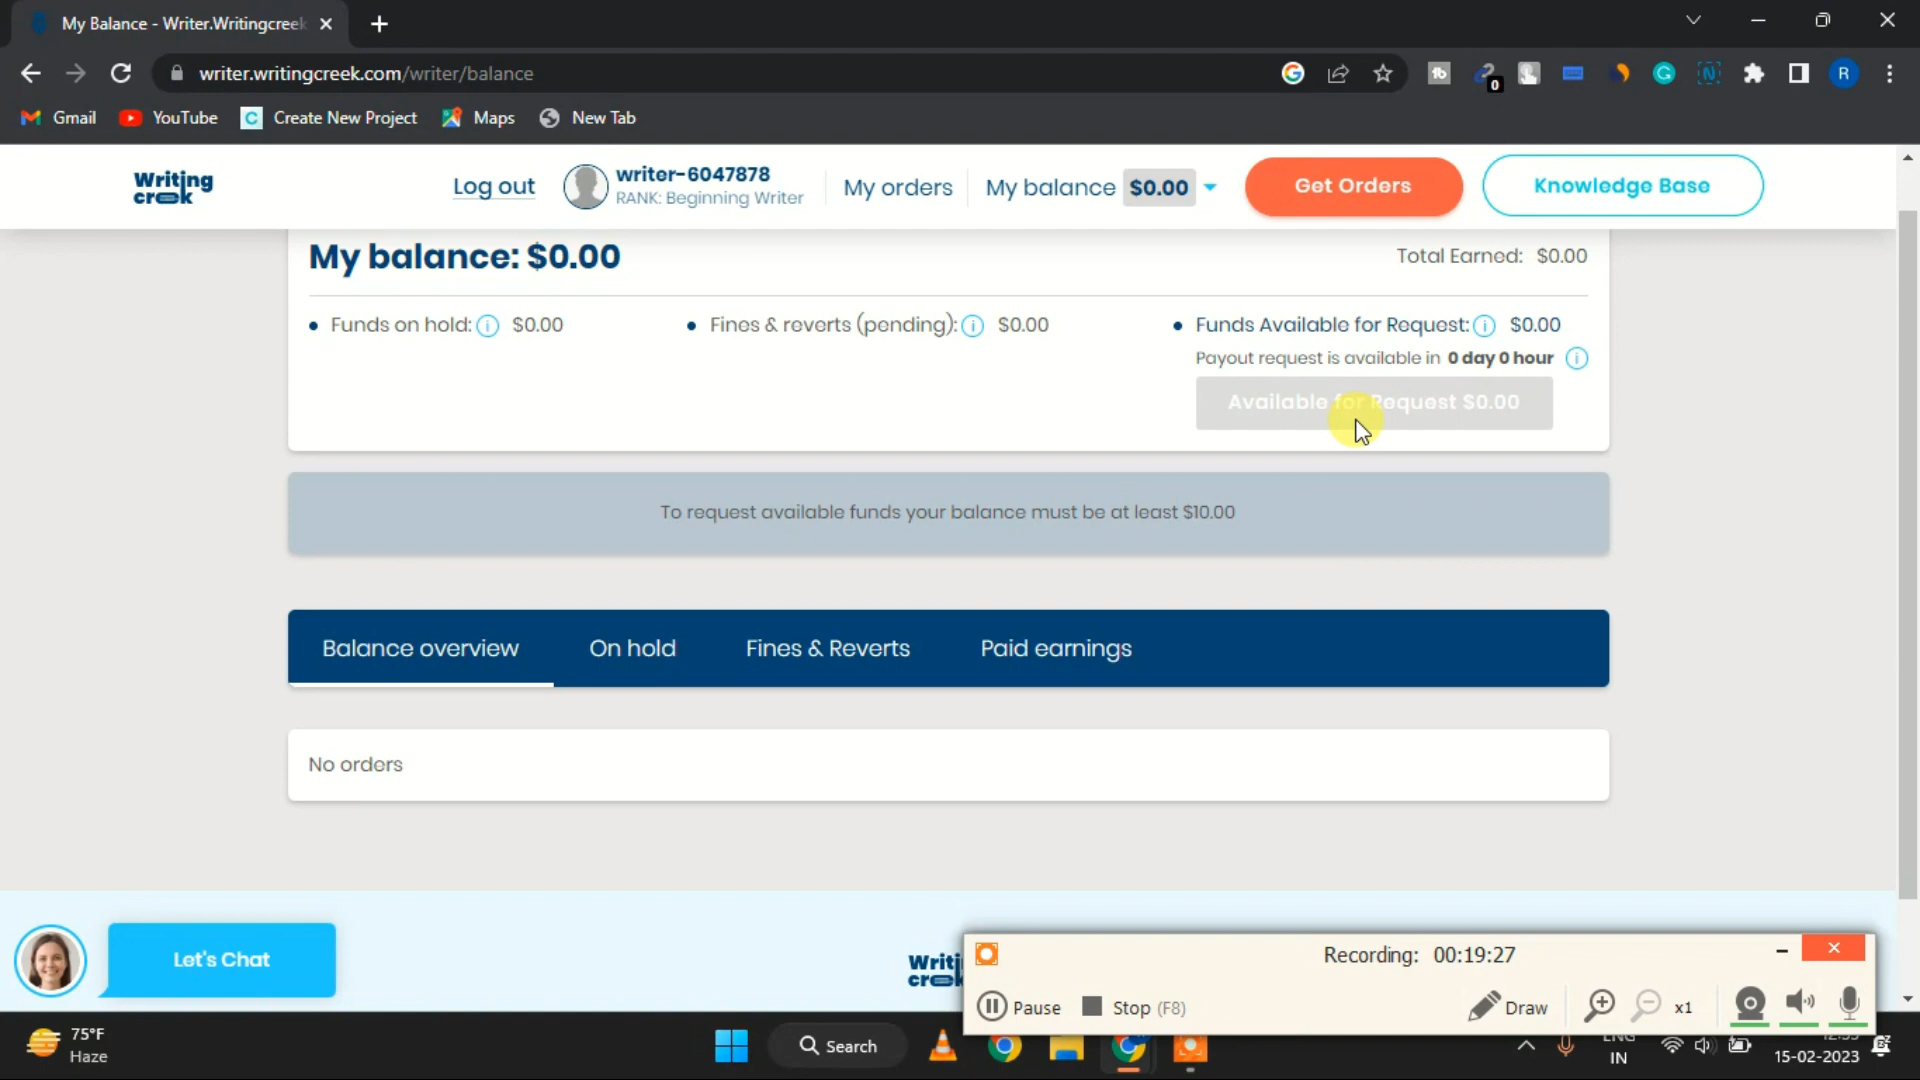 My Balance - Writer.Writingcreek
writer.writingcreek.com/writer/balance
0
R
Gmail
YouTube
Create New Project
Maps
New Tab
Writing
creek
Log out
writer-6047878
RANK: Beginning Writer
My orders
My balance $0.00
Get Orders
Knowledge Base
My balance: $0.00
Total Earned: $0.00
Funds on hold: $0.00
Fines & reverts (pending): $0.00
Funds Available for Request: $0.00
Payout request is available in 0 day 0 hour
Available for Request $0.00
To request available funds your balance must be at least $10.00
Balance overview
On hold
Fines & Reverts
Paid earnings
No orders
Let's Chat
Recording: 00:19:27
Pause
Stop (F8)
Draw
x1
75°F
Haze
Search
ENG
IN
15-02-2023